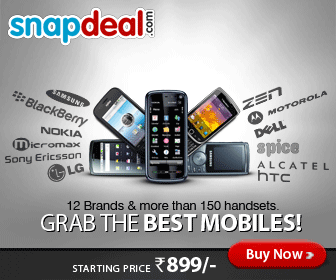 snapdeal.com
SAMSUNG
BlackBerry
NOKIA
micromax
Sony Ericsson
LG
ZEN
MOTOROLA
DELL
spice
ALCATEL
hTC
12 Brands & more than 150 handsets.
GRAB THE BEST MOBILES!
STARTING PRICE ₹899/-
Buy Now